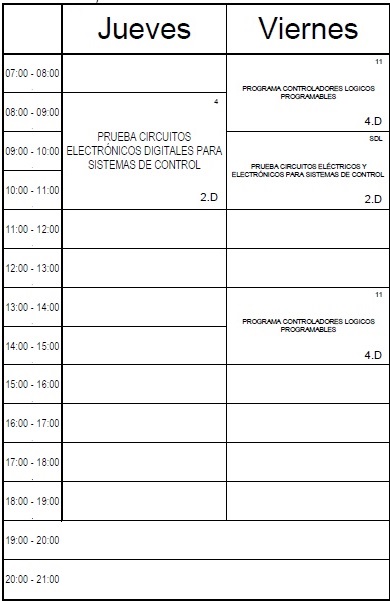 Jueves Viernes
07:00 - 08:00
11
PROGRAMA CONTROLADORES LOGICOS
PROGRAMABLES
4.D
08:00 - 09:00
4
PRUEBA CIRCUITOS
ELECTRÓNICOS DIGITALES PARA
SISTEMAS DE CONTROL
2.D
09:00 - 10:00
SDL
PRUEBA CIRCUITOS ELÉCTRICOS Y
ELECTRÓNICOS PARA SISTEMAS DE CONTROL
2.D
10:00 - 11:00
11:00 - 12:00
12:00 - 13:00
13:00 - 14:00
11
PROGRAMA CONTROLADORES LOGICOS
PROGRAMABLES
4.D
14:00 - 15:00
15:00 - 16:00
16:00 - 17:00
17:00 - 18:00
18:00 - 19:00
19:00 - 20:00
20:00 - 21:00